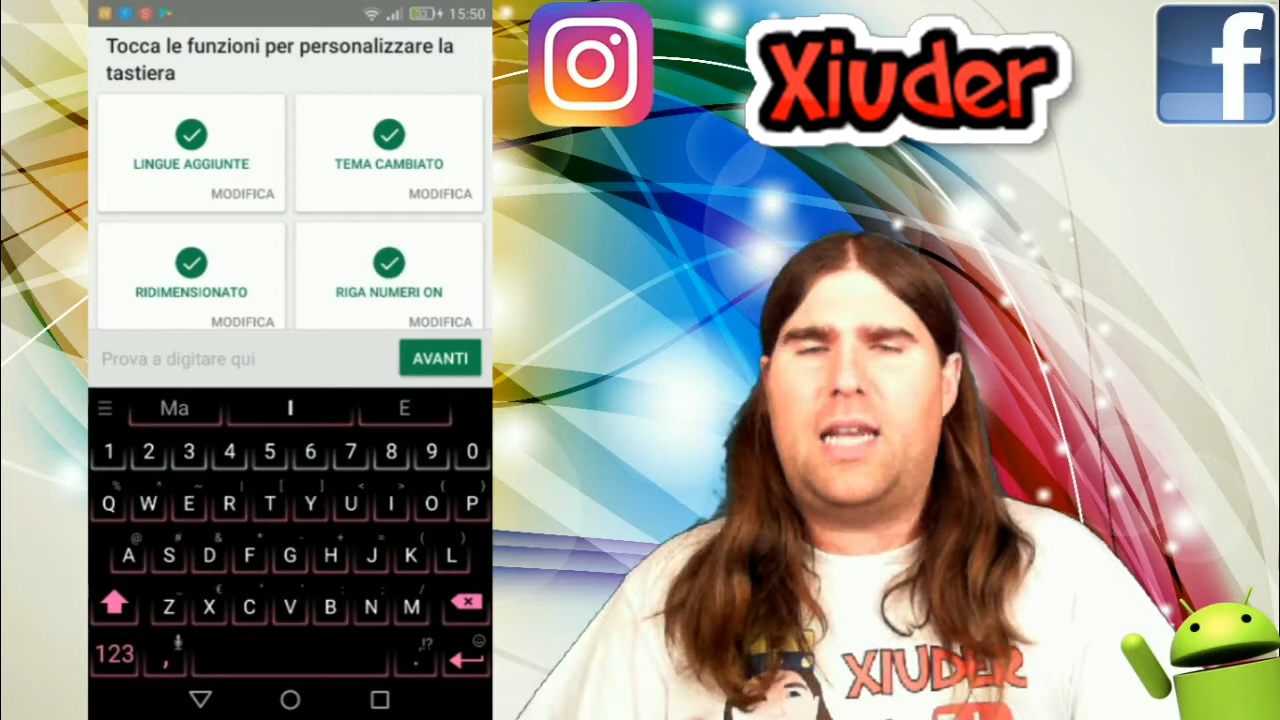 15:50
Tocca le funzioni per personalizzare la
tastiera
LINGUE AGGIUNTE
MODIFICA
TEMA CAMBIATO
MODIFICA
RIDIMENSIONATO
MODIFICA
RIGA NUMERI ON
MODIFICA
Prova a digitare qui
AVANTI
Ma I E
1 2 3 4 5 6 7 8 9 0
Q W E R T Y U I O P
A S D F G H J K L
Z X C V B N M
123 , . ,!?
Xiuder
f
XIUDER